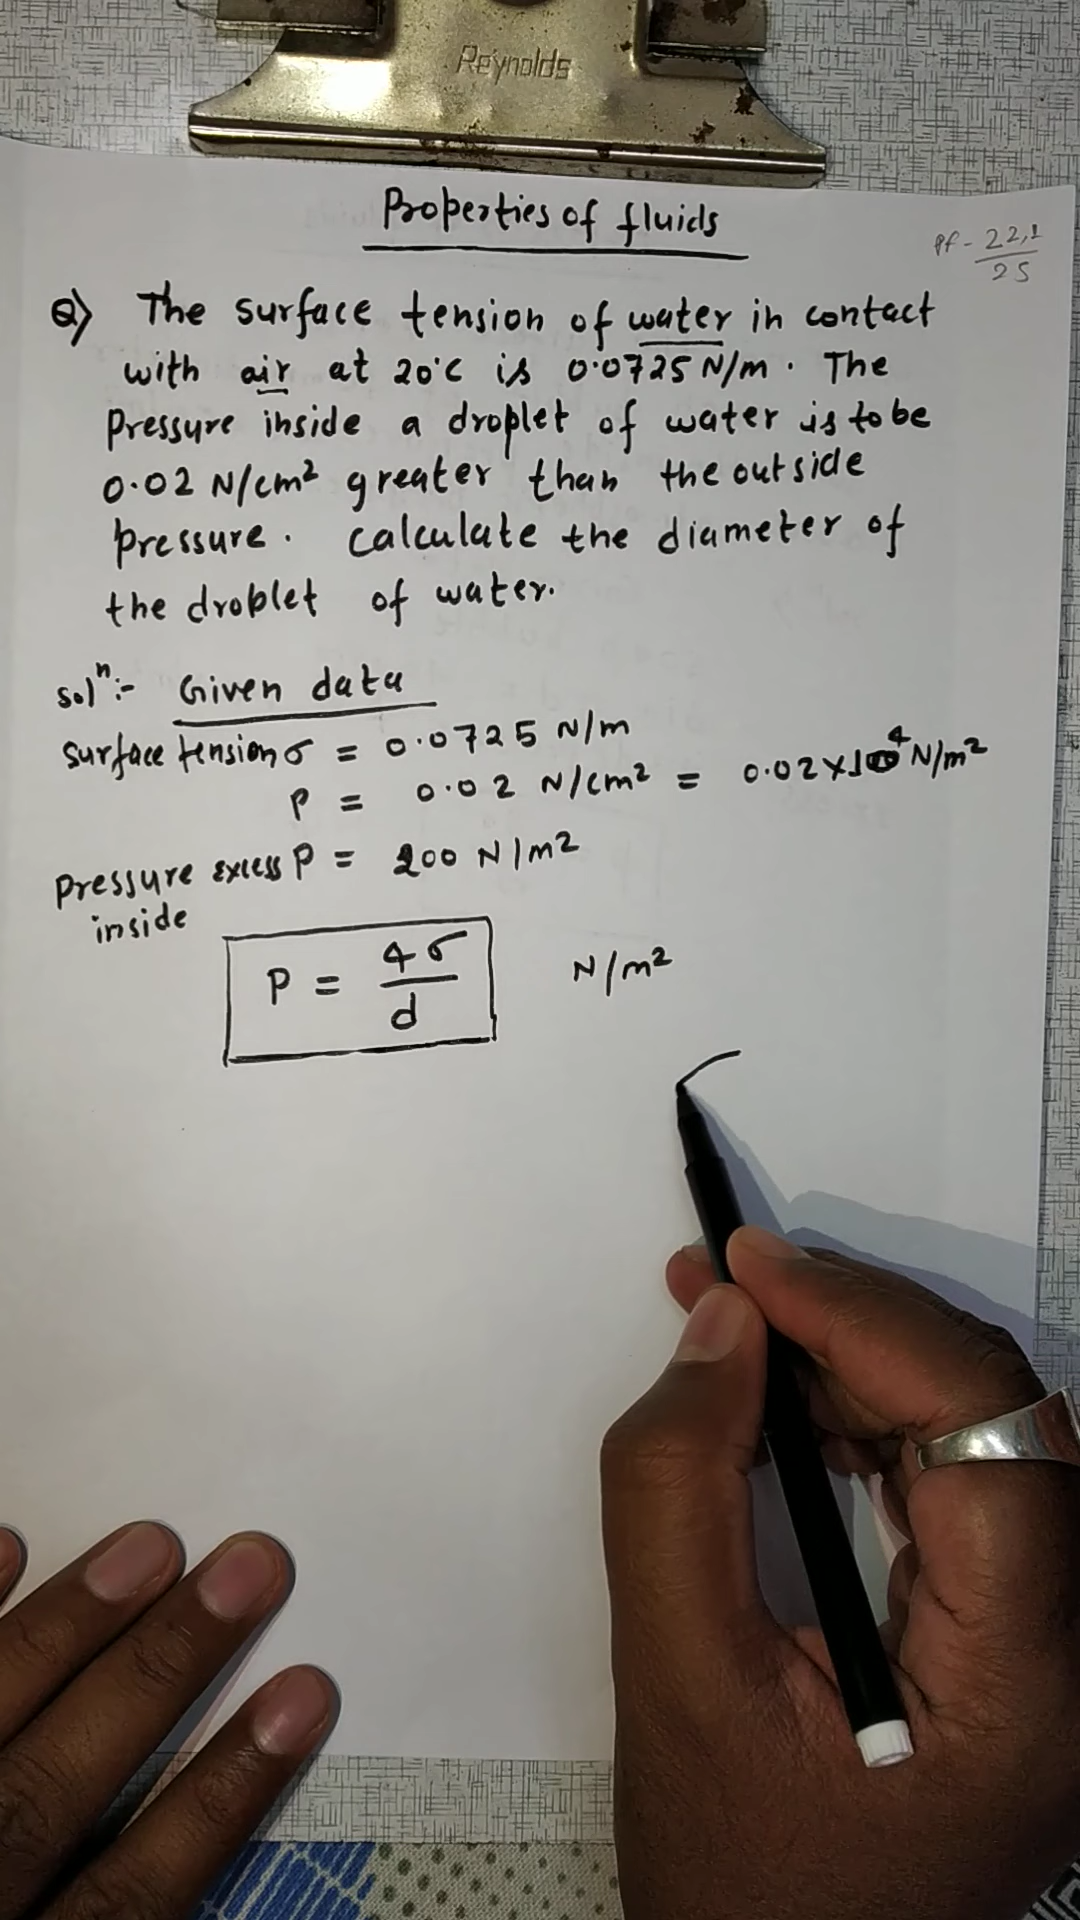 Reynolds
Properties of fluids
Pf - 22,1
25
Q) The surface tension of water in contact
with air at 20°C is 0.0725 N/m. The
Pressure inside a droplet of water is to be
0.02 N/cm² greater than the outside
pressure. calculate the diameter of
the droplet of water.
solⁿ:- Given data
surface tension σ = 0.0725 N/m
P = 0.02 N/cm² = 0.02×10⁴ N/m²
Pressure excess P = 200 N/m²
inside
P = 4σ
d
N/m²